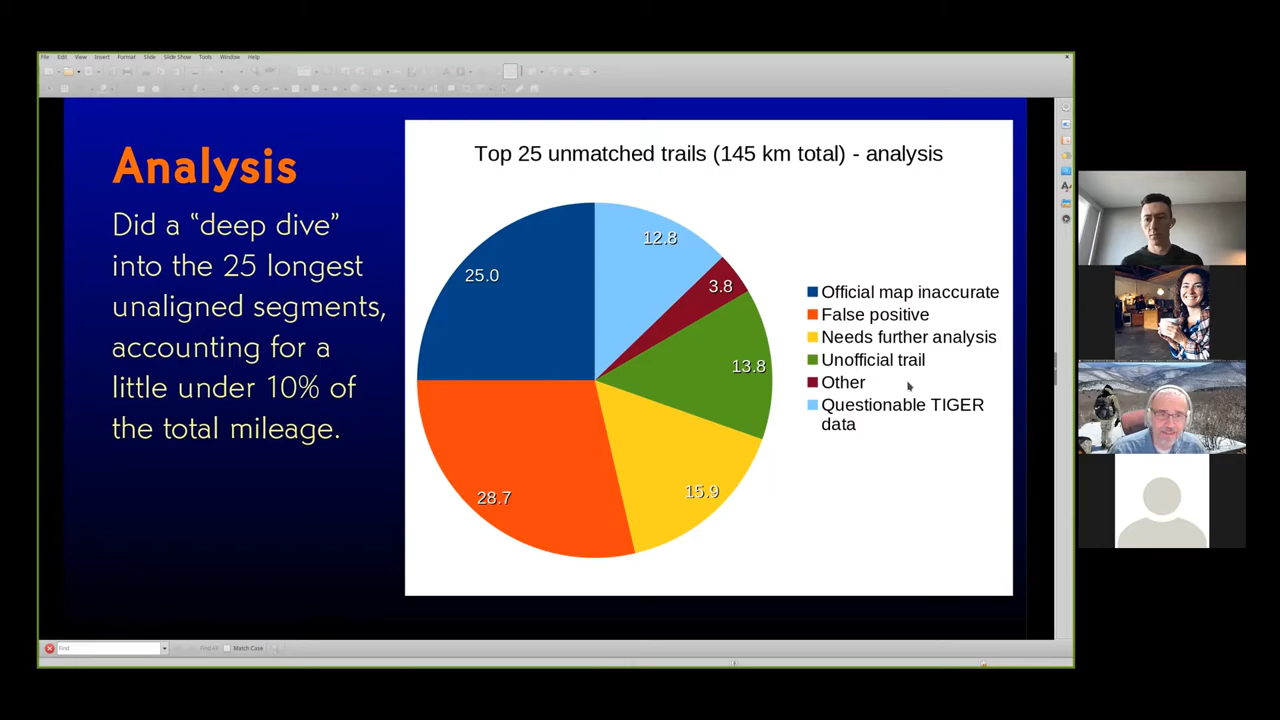 File Edit View Insert Format Slide Slide Show Tools Window Help
Analysis
Did a “deep dive”
into the 25 longest
unaligned segments,
accounting for a
little under 10% of
the total mileage.
Top 25 unmatched trails (145 km total) - analysis
12.8
3.8
13.8
15.9
28.7
25.0
Official map inaccurate
False positive
Needs further analysis
Unofficial trail
Other
Questionable TIGER
data
Find
Find All
Match Case